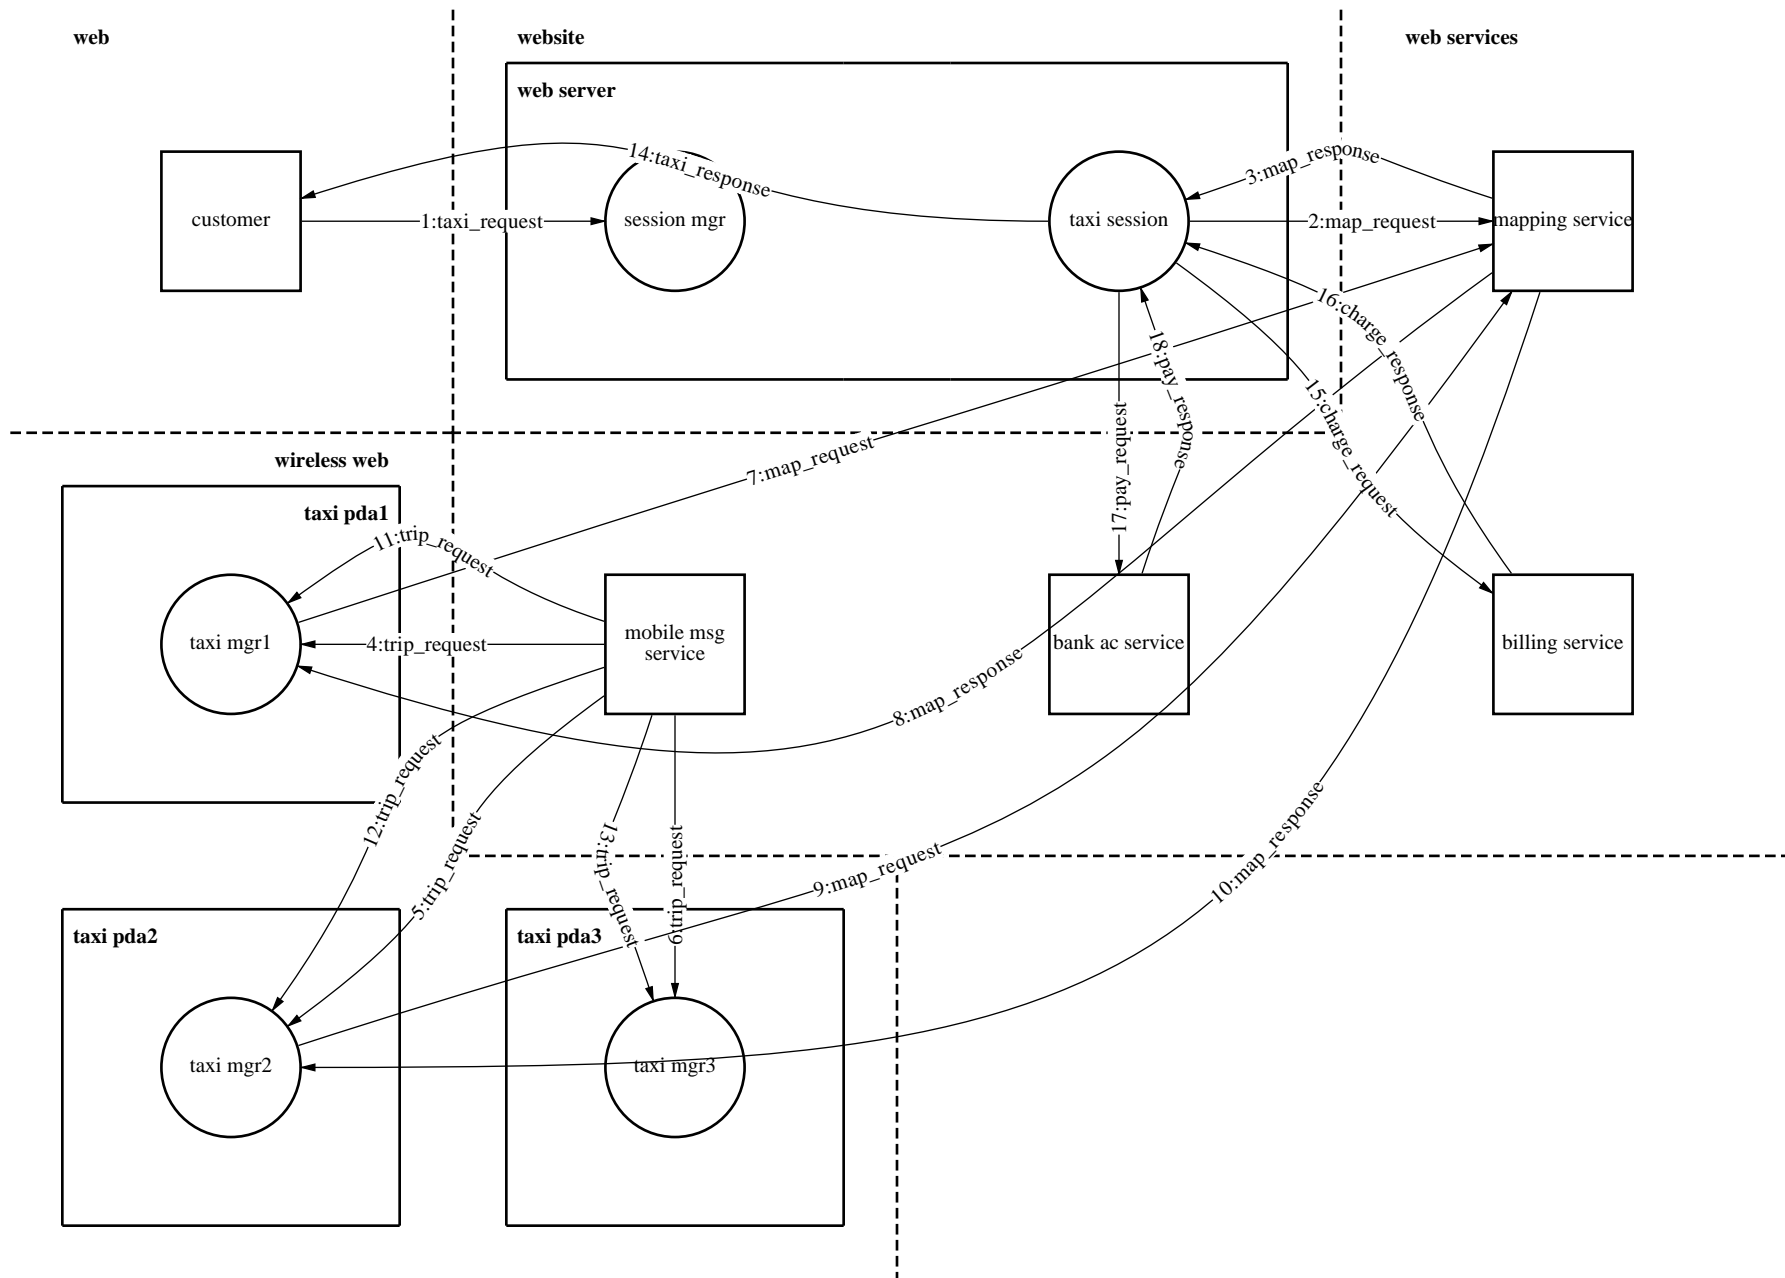 web
website
web services
web server
14:taxi_response
3:map_response
customer
1:taxi_request
session mgr
taxi session
2:map_request
mapping service
16:charge_response
18:pay_response
15:charge_request
17:pay_request
7:map_request
wireless web
taxi pda1
11:trip_request
taxi mgr1
4:trip_request
mobile msg
service
bank ac service
billing service
8:map_response
12:trip_request
5:trip_request
13:trip_request
6:trip_request
9:map_request
10:map_response
taxi pda2
taxi pda3
taxi mgr2
taxi mgr3